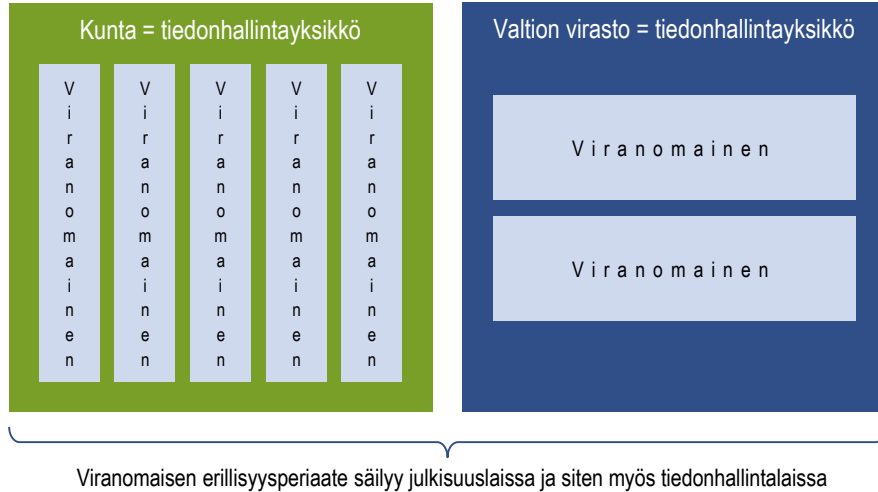 Kunta = tiedonhallintayksikkö
Viranomainen
Viranomainen
Viranomainen
Viranomainen
Viranomainen
Valtion virasto = tiedonhallintayksikkö
Viranomainen
Viranomainen
Viranomaisen erillisyysperiaate säilyy julkisuuslaissa ja siten myös tiedonhallintalaissa